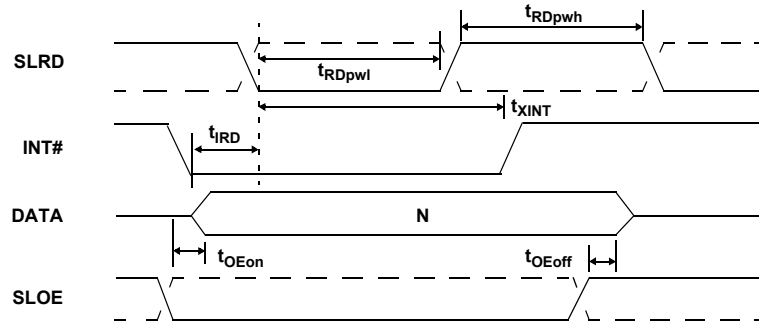 tRDpwh
SLRD
tRDpwl
tXINT
tIRD
INT#
DATA
N
tOEon
tOEoff
SLOE